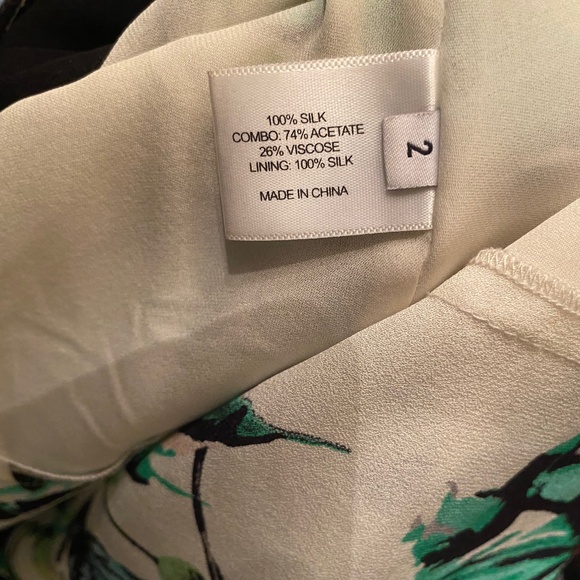 100% SILK
COMBO: 74% ACETATE
26% VISCOSE
LINING: 100% SILK
MADE IN CHINA
2